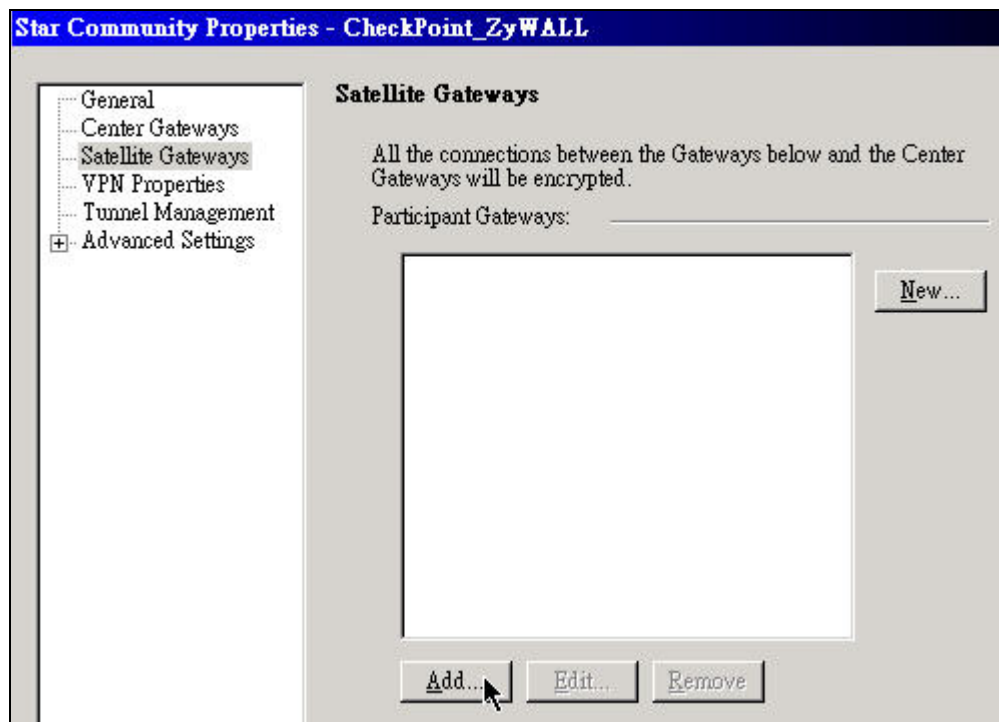 Star Community Properties - CheckPoint_ZyWALL
General
Center Gateways
Satellite Gateways
VPN Properties
Tunnel Management
Advanced Settings
Satellite Gateways
All the connections between the Gateways below and the Center
Gateways will be encrypted.
Participant Gateways:
New...
Add...
Edit...
Remove